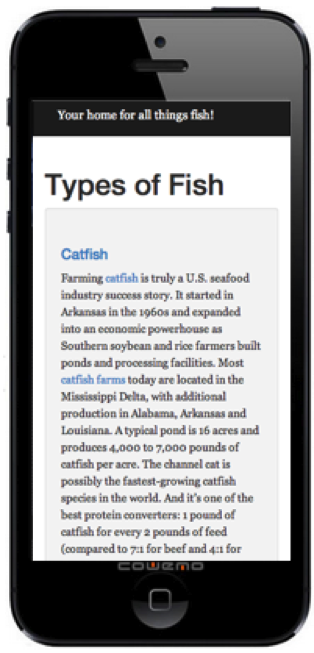 Your home for all things fish!
Types of Fish
Catfish
Farming catfish is truly a U.S. seafood
industry success story. It started in
Arkansas in the 1960s and expanded
into an economic powerhouse as
Southern soybean and rice farmers built
ponds and processing facilities. Most
catfish farms today are located in the
Mississippi Delta, with additional
production in Alabama, Arkansas and
Louisiana. A typical pond is 16 acres and
produces 4,000 to 7,000 pounds of
catfish per acre. The channel cat is
possibly the fastest-growing catfish
species in the world. And it's one of the
best protein converters: 1 pound of
catfish for every 2 pounds of feed
(compared to 7:1 for beef and 4:1 for
COWEMO